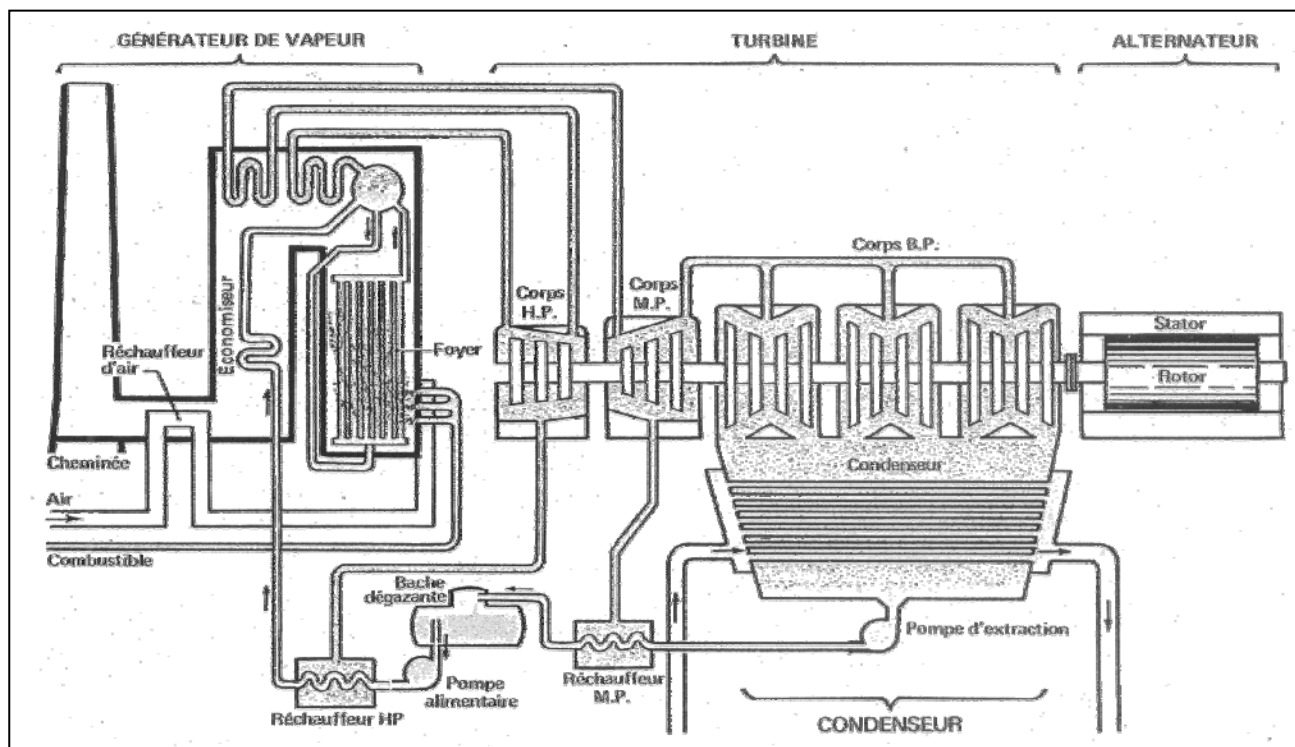 GÉNÉRATEUR DE VAPEUR
TURBINE
ALTERNATEUR
Corps B.P.
Corps
H.P.
Corps
M.P.
Economiseur
Réchauffeur
d'air
Foyer
Stator
Rotor
Cheminée
Condenseur
Air
Combustible
Bache
dégazante
Pompe d'extraction
Pompe
alimentaire
Réchauffeur
M.P.
Réchauffeur HP
CONDENSEUR